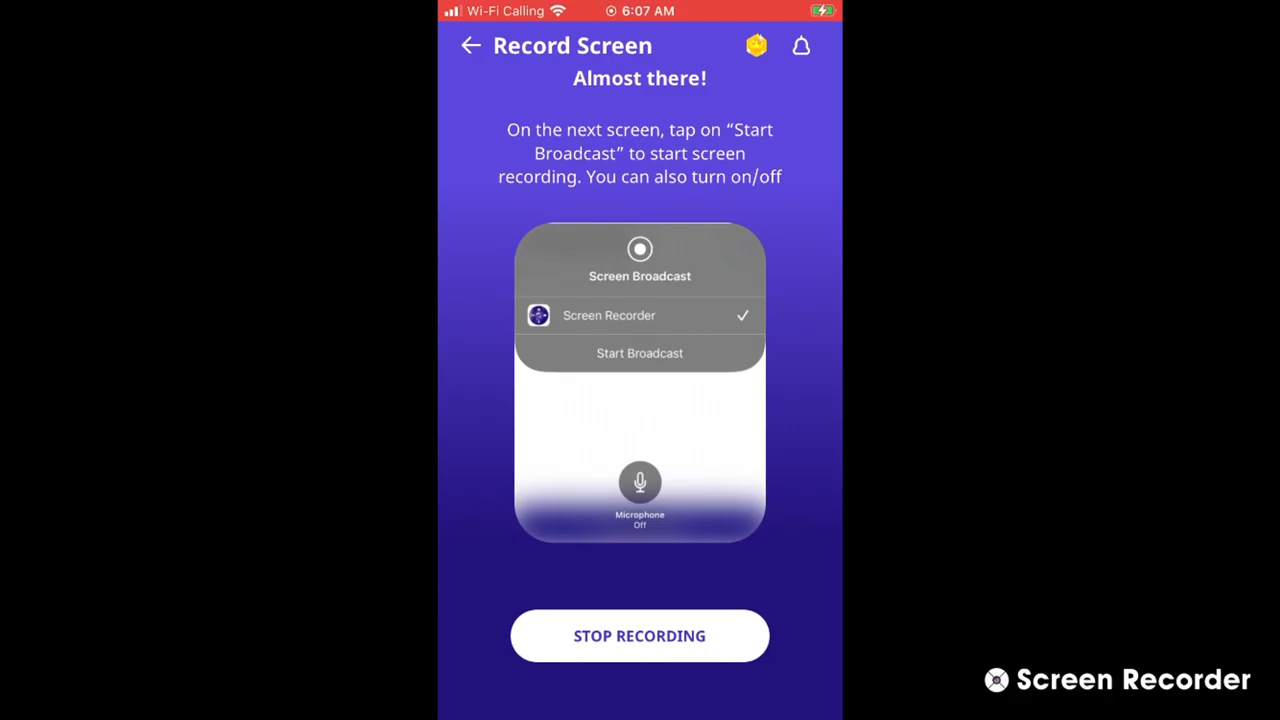 Wi-Fi Calling 6:07 AM
Record Screen
Almost there!
On the next screen, tap on “Start
Broadcast” to start screen
recording. You can also turn on/off
Screen Broadcast
Screen Recorder
Start Broadcast
Microphone
Off
STOP RECORDING
Screen Recorder